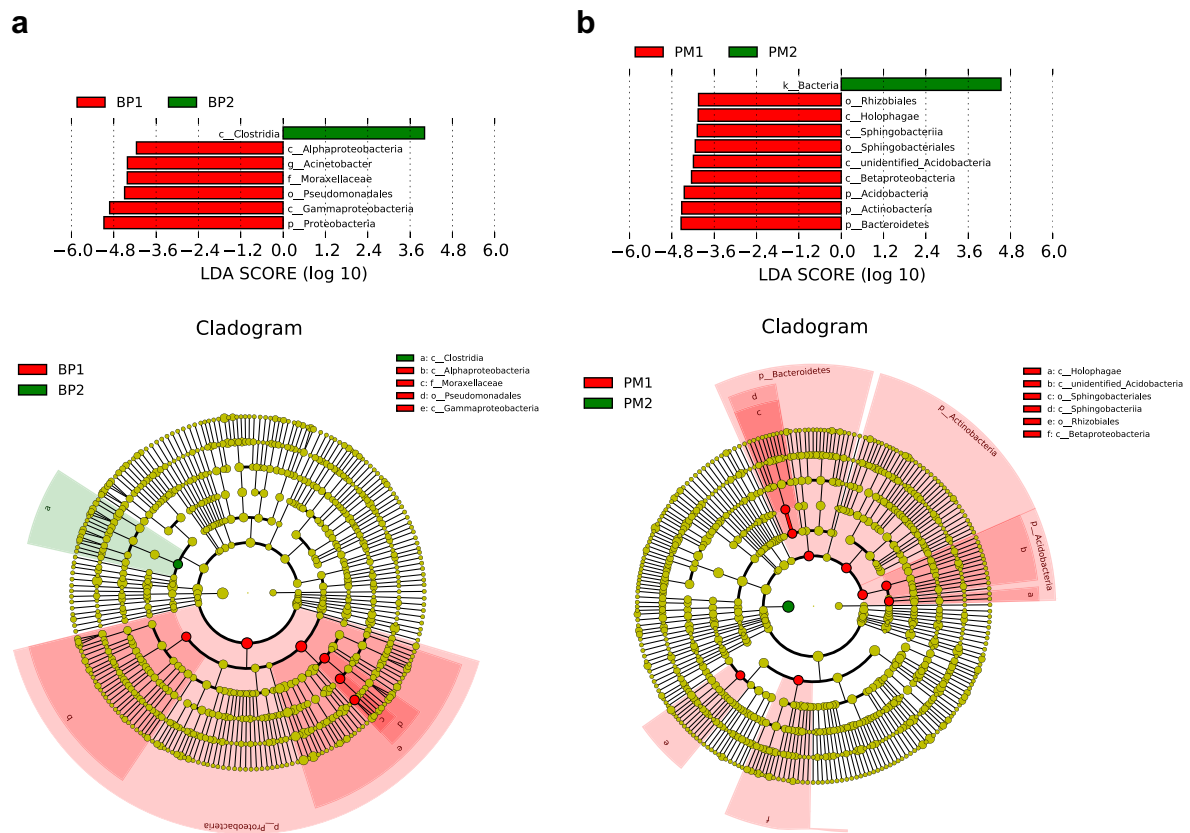 a
BP1 BP2
c__Clostridia
c__Alphaproteobacteria
g__Acinetobacter
f__Moraxellaceae
o__Pseudomonadales
c__Gammaproteobacteria
p__Proteobacteria
−6.0 −4.8 −3.6 −2.4 −1.2 0.0 1.2 2.4 3.6 4.8 6.0
LDA SCORE (log 10)
Cladogram
BP1
BP2
a: c__Clostridia
b: c__Alphaproteobacteria
c: f__Moraxellaceae
d: o__Pseudomonadales
e: c__Gammaproteobacteria
a
b
c
d
e
p__Proteobacteria
b
PM1 PM2
k__Bacteria
o__Rhizobiales
c__Holophagae
c__Sphingobacteriia
o__Sphingobacteriales
c__unidentified_Acidobacteria
c__Betaproteobacteria
p__Acidobacteria
p__Actinobacteria
p__Bacteroidetes
−6.0 −4.8 −3.6 −2.4 −1.2 0.0 1.2 2.4 3.6 4.8 6.0
LDA SCORE (log 10)
Cladogram
PM1
PM2
a: c__Holophagae
b: c__unidentified_Acidobacteria
c: o__Sphingobacteriales
d: c__Sphingobacteriia
e: o__Rhizobiales
f: c__Betaproteobacteria
p__Bacteroidetes
d
c
p__Actinobacteria
p__Acidobacteria
b
a
e
f